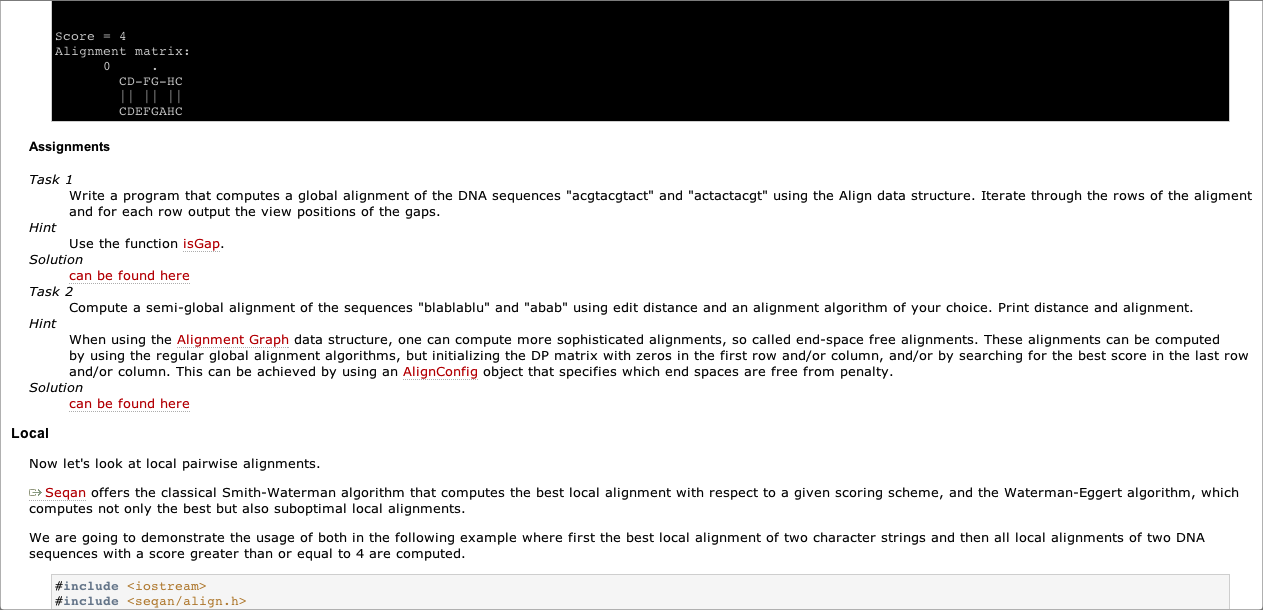 Score = 4
Alignment matrix:
0 .
CD-FG-HC
|| || ||
CDEFGAHC
Assignments
Task 1
Write a program that computes a global alignment of the DNA sequences "acgtacgtact" and "actactacgt" using the Align data structure. Iterate through the rows of the aligment
and for each row output the view positions of the gaps.
Hint
Use the function isGap.
Solution
can be found here
Task 2
Compute a semi-global alignment of the sequences "blablablu" and "abab" using edit distance and an alignment algorithm of your choice. Print distance and alignment.
Hint
When using the Alignment Graph data structure, one can compute more sophisticated alignments, so called end-space free alignments. These alignments can be computed
by using the regular global alignment algorithms, but initializing the DP matrix with zeros in the first row and/or column, and/or by searching for the best score in the last row
and/or column. This can be achieved by using an AlignConfig object that specifies which end spaces are free from penalty.
Solution
can be found here
Local
Now let's look at local pairwise alignments.
Seqan offers the classical Smith-Waterman algorithm that computes the best local alignment with respect to a given scoring scheme, and the Waterman-Eggert algorithm, which
computes not only the best but also suboptimal local alignments.
We are going to demonstrate the usage of both in the following example where first the best local alignment of two character strings and then all local alignments of two DNA
sequences with a score greater than or equal to 4 are computed.
#include <iostream>
#include <seqan/align.h>